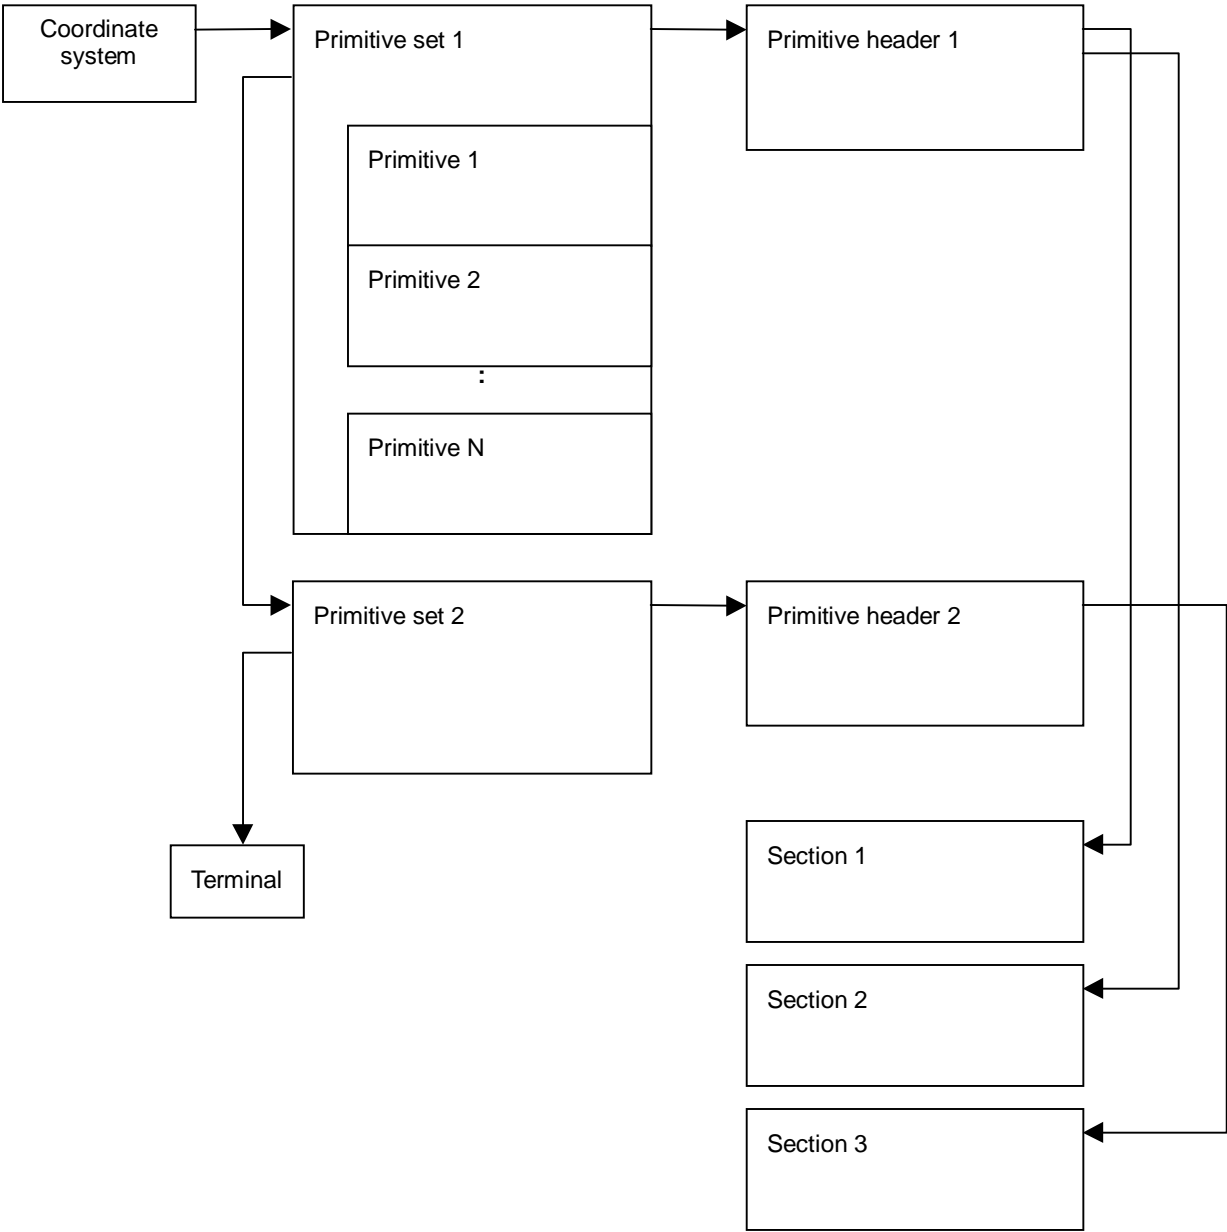 Coordinate
system
Primitive set 1
Primitive header 1
Primitive 1
Primitive 2
:
Primitive N
Primitive set 2
Primitive header 2
Section 1
Terminal
Section 2
Section 3